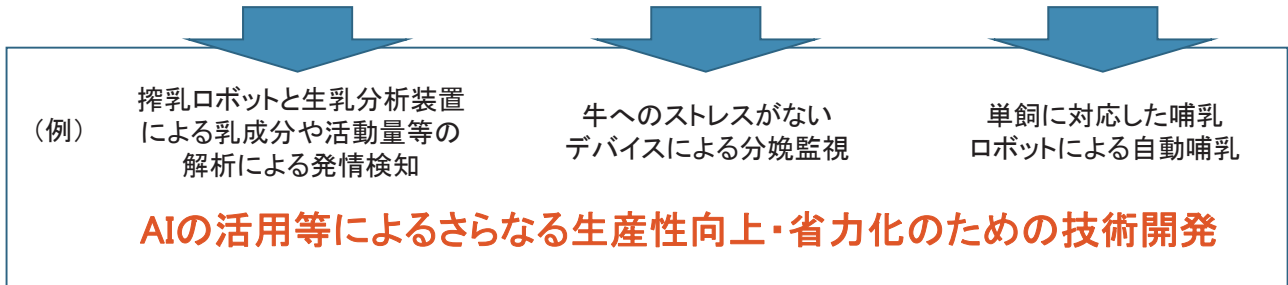 (例)
搾乳ロボットと生乳分析装置
による乳成分や活動量等の
解析による発情検知
牛へのストレスがない
デバイスによる分娩監視
単飼に対応した哺乳
ロボットによる自動哺乳
AIの活用等によるさらなる生産性向上・省力化のための技術開発